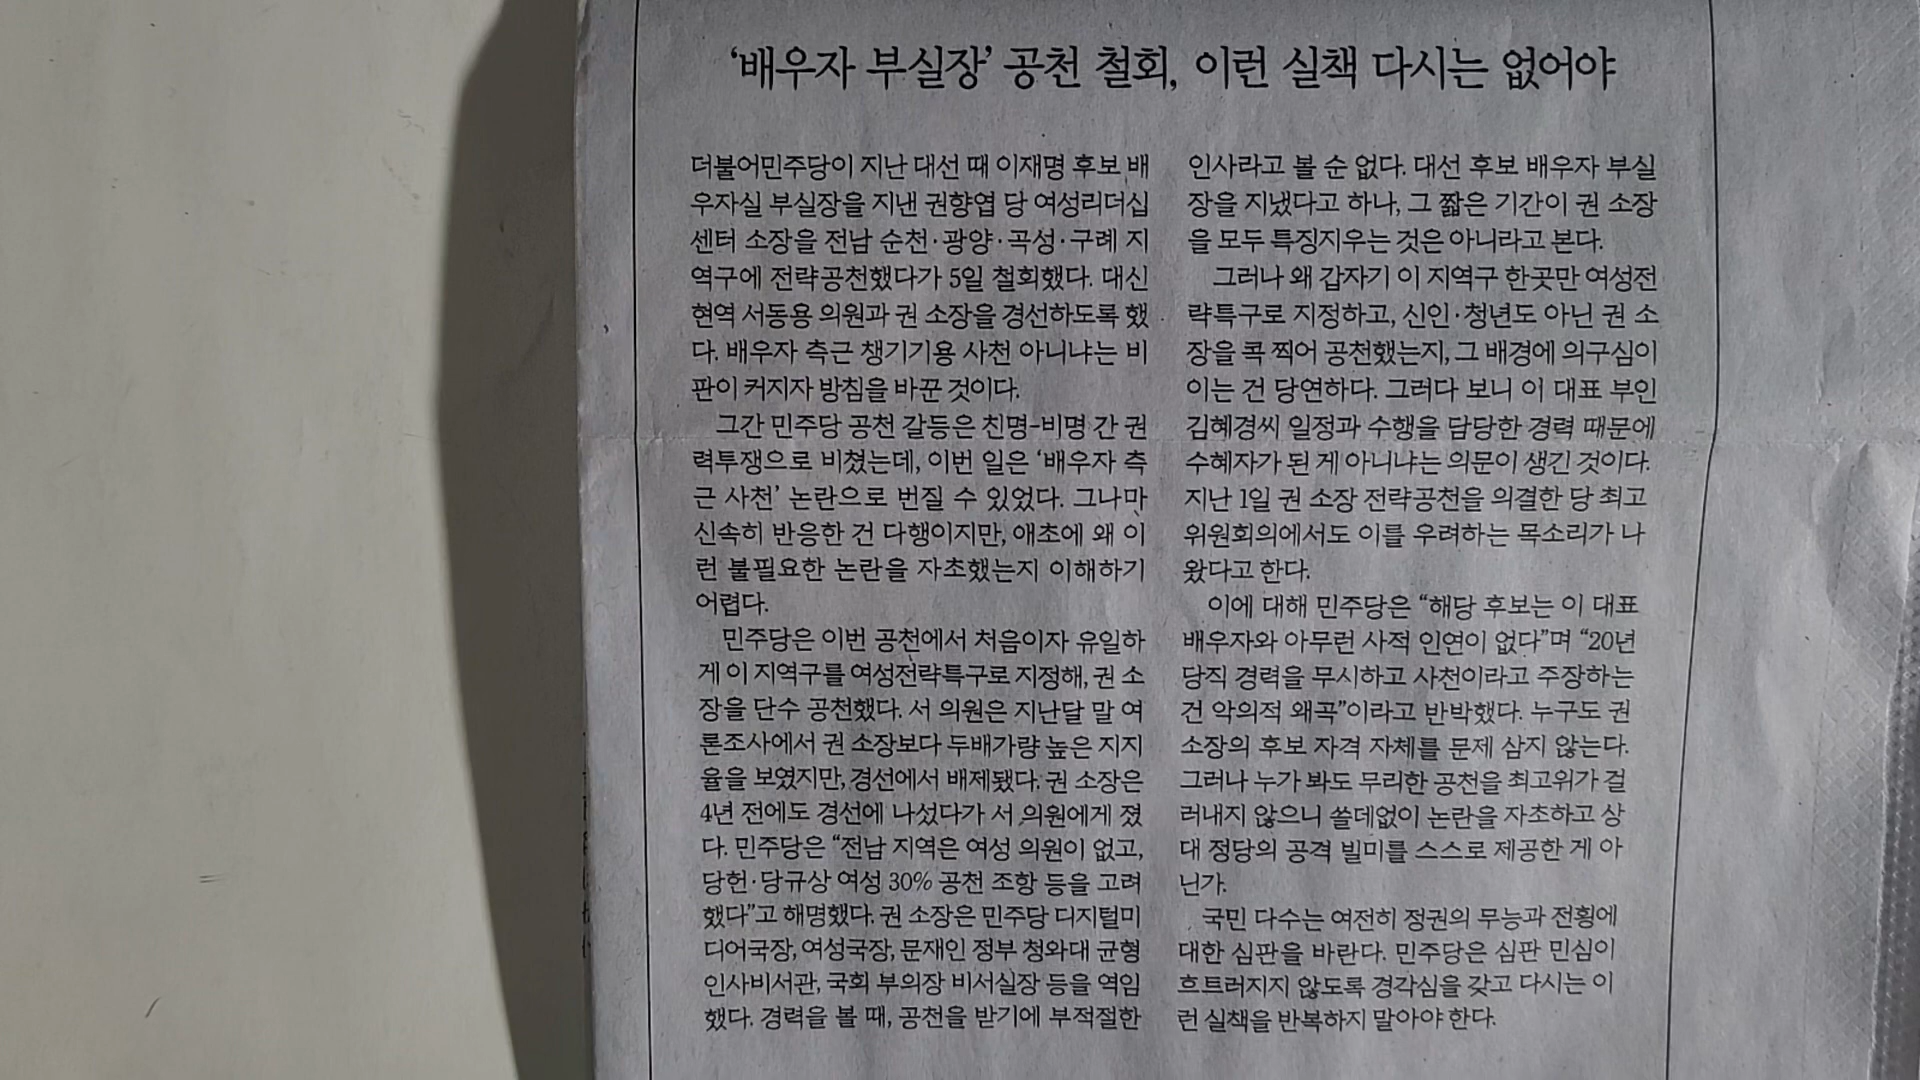 ‘배우자 부실장’ 공천 철회, 이런 실책 다시는 없어야
더불어민주당이 지난 대선 때 이재명 후보 배
우자실 부실장을 지낸 권향엽 당 여성리더십
센터 소장을 전남 순천·광양·곡성·구례 지
역구에 전략공천했다가 5일 철회했다. 대신
현역 서동용 의원과 권 소장을 경선하도록 했
다. 배우자 측근 챙기기용 사천 아니냐는 비
판이 커지자 방침을 바꾼 것이다.
그간 민주당 공천 갈등은 친명-비명 간 권
력투쟁으로 비쳤는데, 이번 일은 ‘배우자 측
근 사천’ 논란으로 번질 수 있었다. 그나마
신속히 반응한 건 다행이지만, 애초에 왜 이
런 불필요한 논란을 자초했는지 이해하기
어렵다.
민주당은 이번 공천에서 처음이자 유일하
게 이 지역구를 여성전략특구로 지정해, 권 소
장을 단수 공천했다. 서 의원은 지난달 말 여
론조사에서 권 소장보다 두배가량 높은 지지
율을 보였지만, 경선에서 배제됐다. 권 소장은
4년 전에도 경선에 나섰다가 서 의원에게 졌
다. 민주당은 “전남 지역은 여성 의원이 없고,
당헌·당규상 여성 30% 공천 조항 등을 고려
했다”고 해명했다. 권 소장은 민주당 디지털미
디어국장, 여성국장, 문재인 정부 청와대 균형
인사비서관, 국회 부의장 비서실장 등을 역임
했다. 경력을 볼 때, 공천을 받기에 부적절한
인사라고 볼 순 없다. 대선 후보 배우자 부실
장을 지냈다고 하나, 그 짧은 기간이 권 소장
을 모두 특징지우는 것은 아니라고 본다.
그러나 왜 갑자기 이 지역구 한곳만 여성전
략특구로 지정하고, 신인·청년도 아닌 권 소
장을 콕 찍어 공천했는지, 그 배경에 의구심이
이는 건 당연하다. 그러다 보니 이 대표 부인
김혜경씨 일정과 수행을 담당한 경력 때문에
수혜자가 된 게 아니냐는 의문이 생긴 것이다.
지난 1일 권 소장 전략공천을 의결한 당 최고
위원회의에서도 이를 우려하는 목소리가 나
왔다고 한다.
이에 대해 민주당은 “해당 후보는 이 대표
배우자와 아무런 사적 인연이 없다”며 “20년
당직 경력을 무시하고 사천이라고 주장하는
건 악의적 왜곡”이라고 반박했다. 누구도 권
소장의 후보 자격 자체를 문제 삼지 않는다.
그러나 누가 봐도 무리한 공천을 최고위가 걸
러내지 않으니 쓸데없이 논란을 자초하고 상
대 정당의 공격 빌미를 스스로 제공한 게 아
닌가.
국민 다수는 여전히 정권의 무능과 전횡에
대한 심판을 바란다. 민주당은 심판 민심이
흐트러지지 않도록 경각심을 갖고 다시는 이
런 실책을 반복하지 말아야 한다.